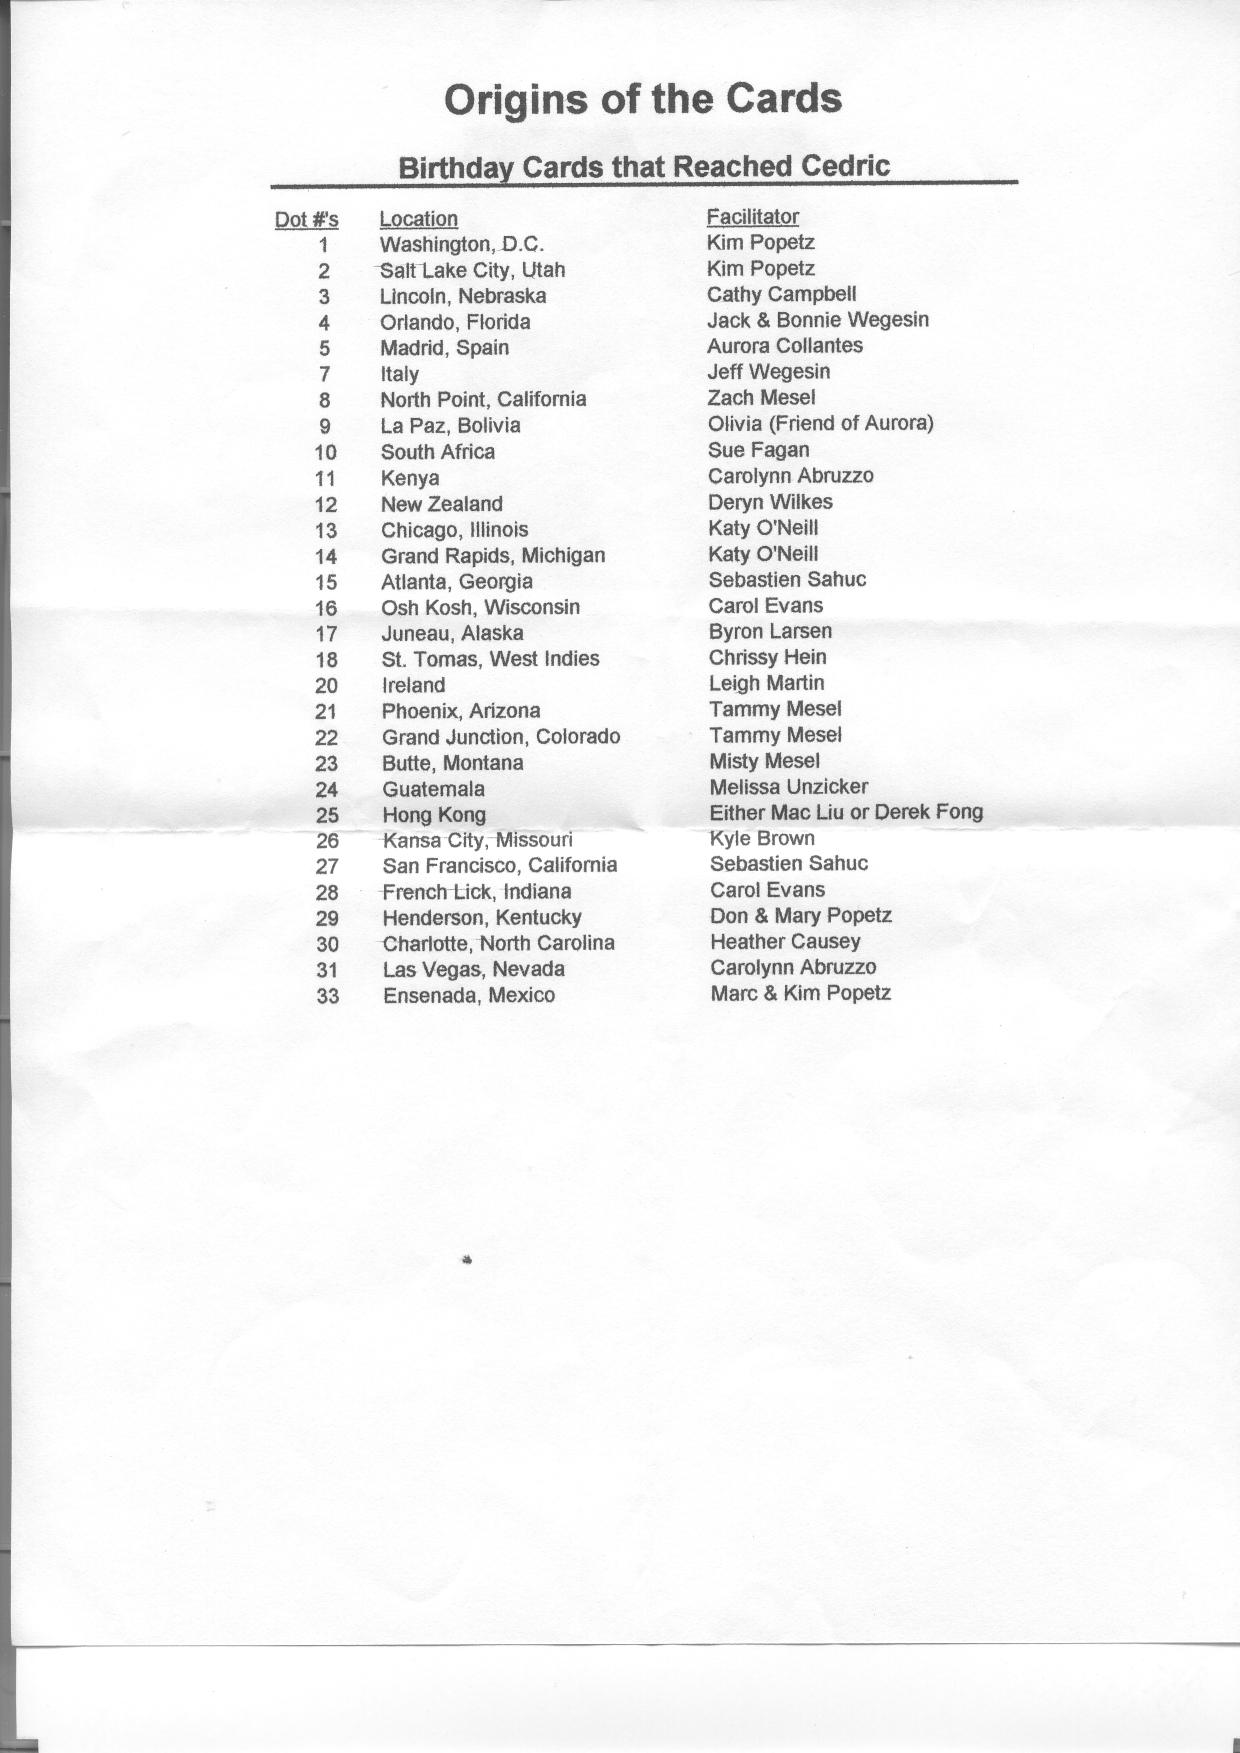 Origins of the Cards
Birthday Cards that Reached Cedric
Dot #'s Location Facilitator
1 Washington, D.C. Kim Popetz
2 Salt Lake City, Utah Kim Popetz
3 Lincoln, Nebraska Cathy Campbell
4 Orlando, Florida Jack & Bonnie Wegesin
5 Madrid, Spain Aurora Collantes
7 Italy Jeff Wegesin
8 North Point, California Zach Mesel
9 La Paz, Bolivia Olivia (Friend of Aurora)
10 South Africa Sue Fagan
11 Kenya Carolynn Abruzzo
12 New Zealand Deryn Wilkes
13 Chicago, Illinois Katy O'Neill
14 Grand Rapids, Michigan Katy O'Neill
15 Atlanta, Georgia Sebastien Sahuc
16 Osh Kosh, Wisconsin Carol Evans
17 Juneau, Alaska Byron Larsen
18 St. Tomas, West Indies Chrissy Hein
20 Ireland Leigh Martin
21 Phoenix, Arizona Tammy Mesel
22 Grand Junction, Colorado Tammy Mesel
23 Butte, Montana Misty Mesel
24 Guatemala Melissa Unzicker
25 Hong Kong Either Mac Liu or Derek Fong
26 Kansa City, Missouri Kyle Brown
27 San Francisco, California Sebastien Sahuc
28 French Lick, Indiana Carol Evans
29 Henderson, Kentucky Don & Mary Popetz
30 Charlotte, North Carolina Heather Causey
31 Las Vegas, Nevada Carolynn Abruzzo
33 Ensenada, Mexico Marc & Kim Popetz